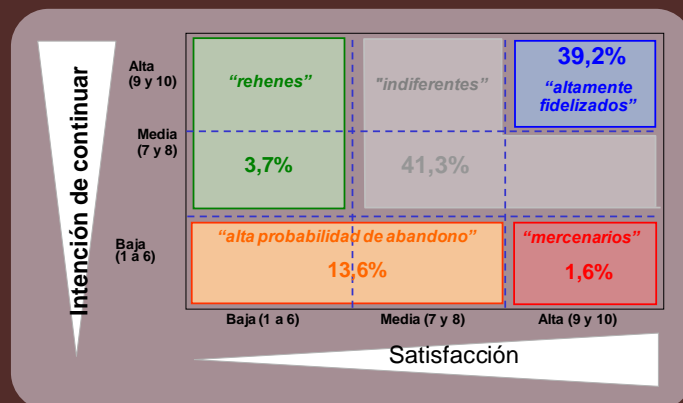 Intención de continuar
Alta
(9 y 10)
Media
(7 y 8)
Baja
(1 a 6)
“rehenes”
3,7%
"indiferentes”
41,3%
39,2%
“altamente
fidelizados”
“alta probabilidad de abandono”
13,6%
“mercenarios”
1,6%
Baja (1 a 6)
Media (7 y 8)
Alta (9 y 10)
Satisfacción